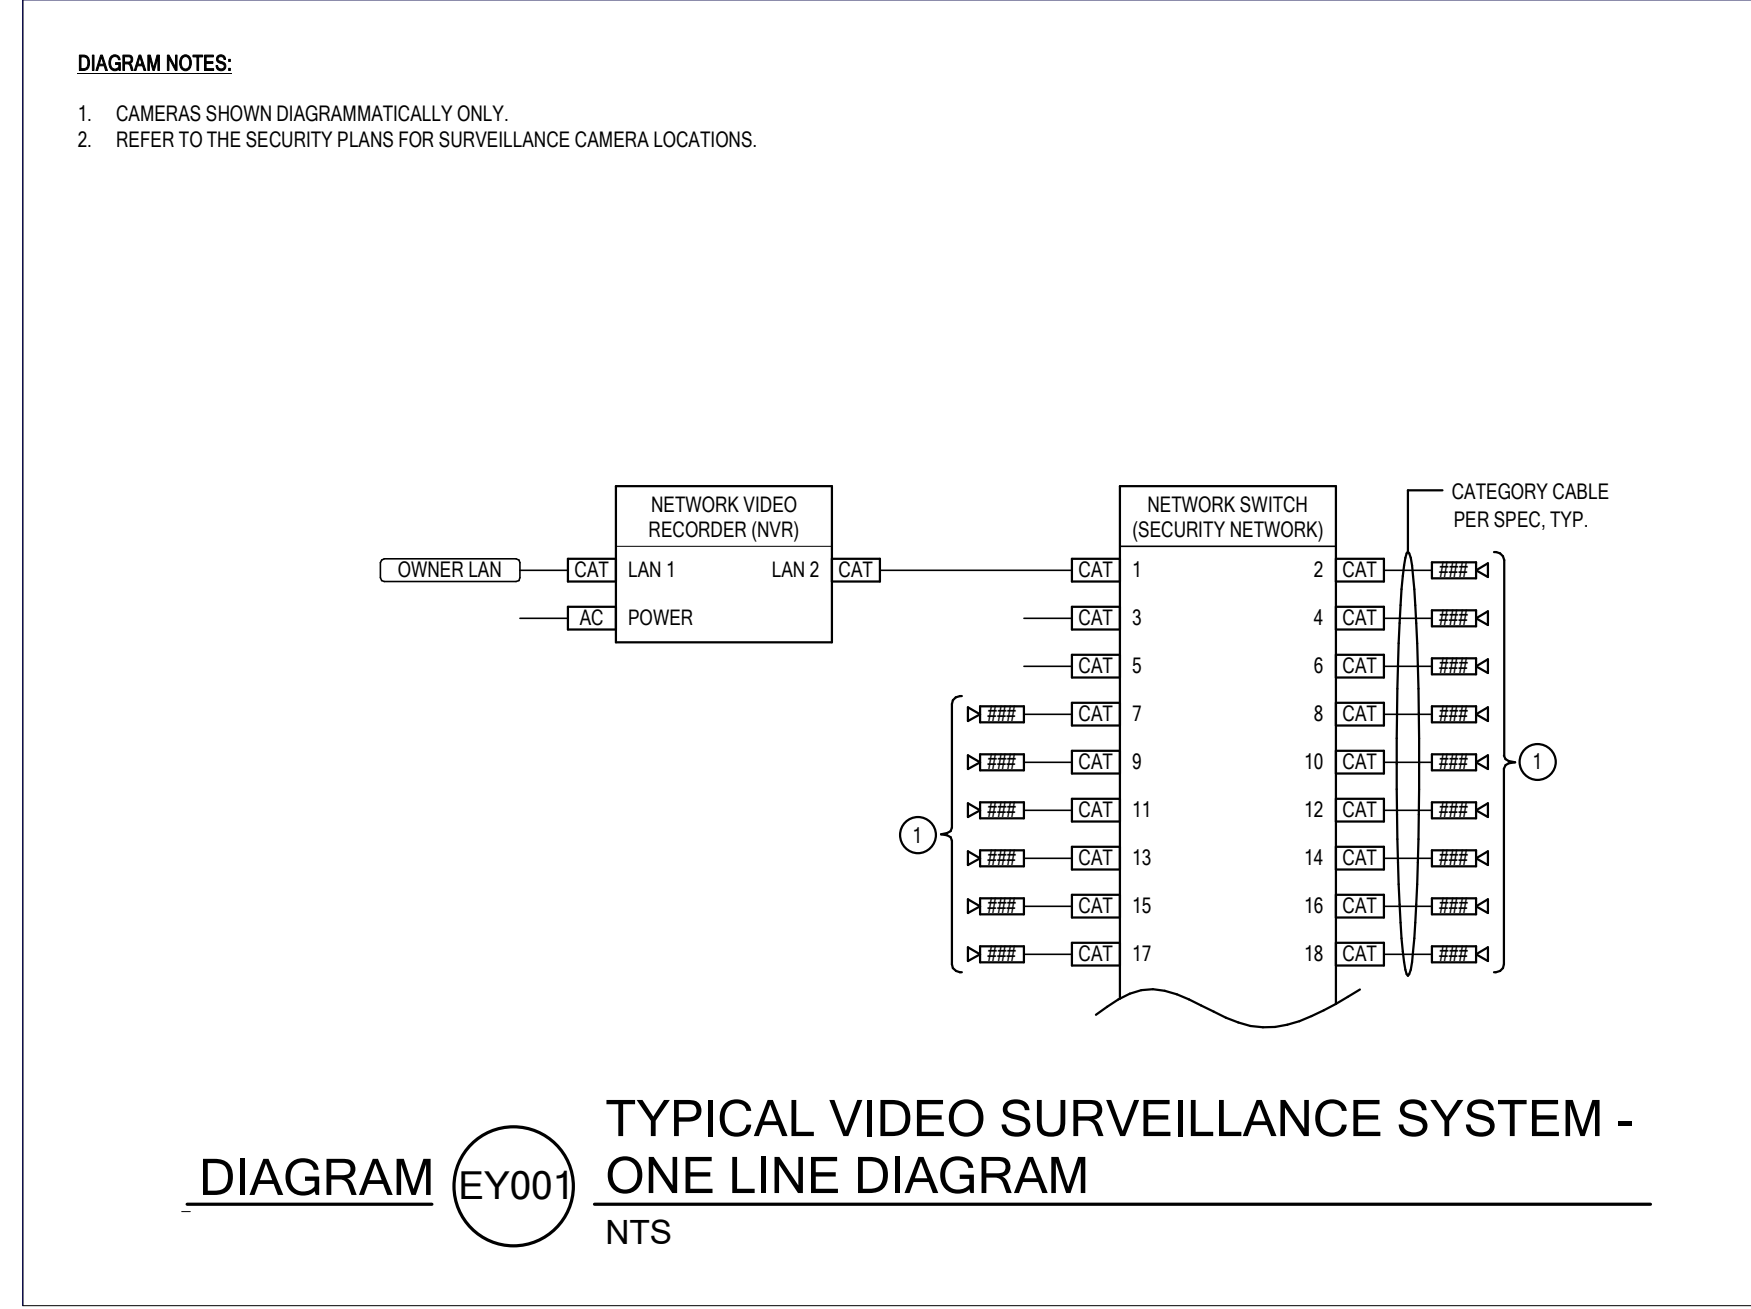 DIAGRAM NOTES:
1. CAMERAS SHOWN DIAGRAMMATICALLY ONLY.
2. REFER TO THE SECURITY PLANS FOR SURVEILLANCE CAMERA LOCATIONS.
NETWORK VIDEO
RECORDER (NVR)
NETWORK SWITCH
(SECURITY NETWORK)
CATEGORY CABLE
PER SPEC, TYP.
OWNER LAN CAT LAN 1 LAN 2 CAT CAT 1 2 CAT ###
AC POWER CAT 3 4 CAT ###
CAT 5 6 CAT ###
### CAT 7 8 CAT ###
### CAT 9 10 CAT ### 1
### CAT 11 12 CAT ###
1
### CAT 13 14 CAT ###
### CAT 15 16 CAT ###
### CAT 17 18 CAT ###
TYPICAL VIDEO SURVEILLANCE SYSTEM -
DIAGRAM EY001 ONE LINE DIAGRAM
NTS